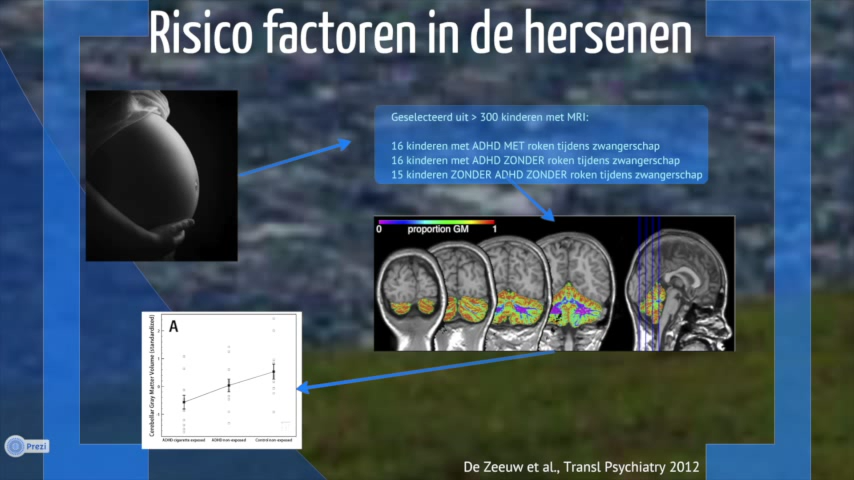 Risico factoren in de hersenen
Geselecteerd uit > 300 kinderen met MRI:
16 kinderen met ADHD MET roken tijdens zwangerschap
16 kinderen met ADHD ZONDER roken tijdens zwangerschap
15 kinderen ZONDER ADHD ZONDER roken tijdens zwangerschap
0 proportion GM 1
A
Cerebellar Gray Matter Volume (standardized)
ADHD cigarette exposed ADHD non-exposed Control non exposed
Prezi
De Zeeuw et al., Transl Psychiatry 2012